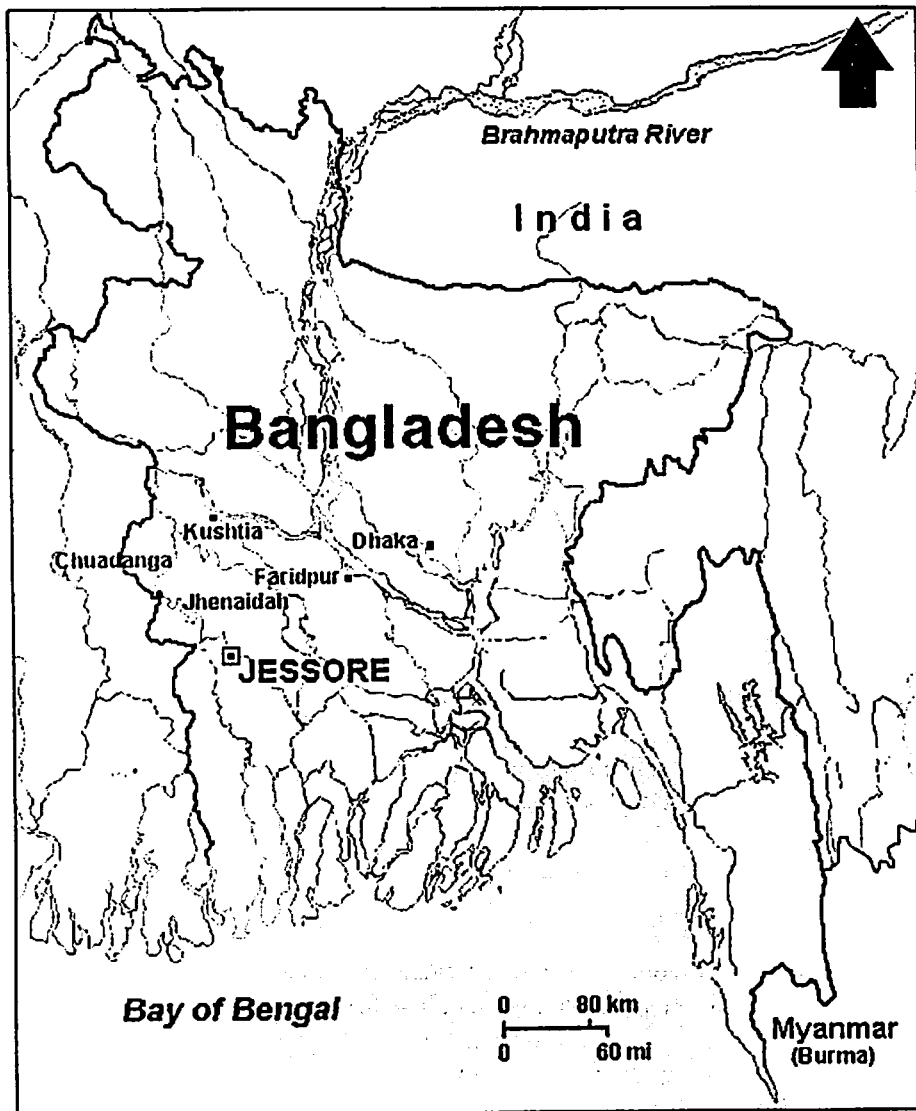 Brahmaputra River
India
Bangladesh
Kushtia
Dhaka
Chuadanga
Faridpur
Jhenaidah
JESSORE
Bay of Bengal
0 80 km
0 60 mi
Myanmar
(Burma)